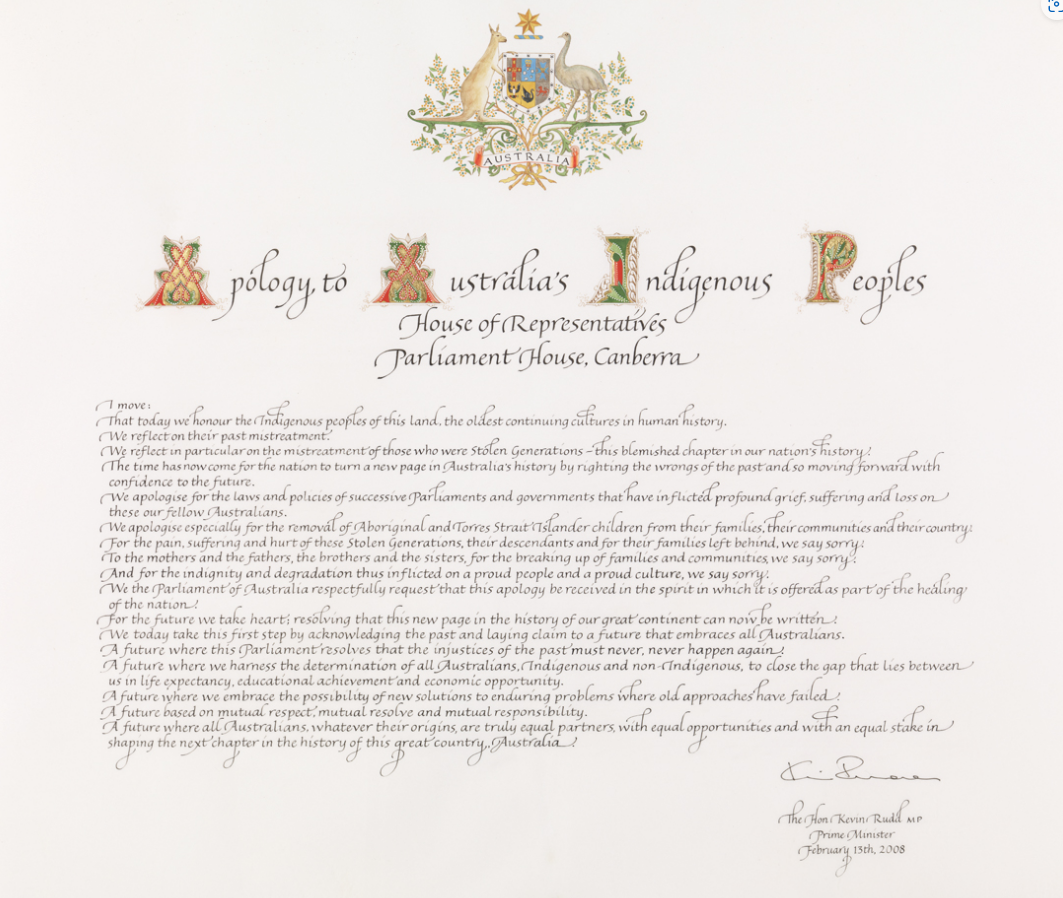 AUSTRALIA
Apology to Australia's Indigenous Peoples
House of Representatives
Parliament House, Canberra
I move:
That today we honour the Indigenous peoples of this land, the oldest continuing cultures in human history.
We reflect on their past mistreatment.
We reflect in particular on the mistreatment of those who were Stolen Generations – this blemished chapter in our nation's history.
The time has now come for the nation to turn a new page in Australia's history by righting the wrongs of the past and so moving forward with
confidence to the future.
We apologise for the laws and policies of successive Parliaments and governments that have inflicted profound grief, suffering and loss on
these our fellow Australians.
We apologise especially for the removal of Aboriginal and Torres Strait Islander children from their families, their communities and their country.
For the pain, suffering and hurt of these Stolen Generations, their descendants and for their families left behind, we say sorry.
To the mothers and the fathers, the brothers and the sisters, for the breaking up of families and communities, we say sorry.
And for the indignity and degradation thus inflicted on a proud people and a proud culture, we say sorry.
We the Parliament of Australia respectfully request that this apology be received in the spirit in which it is offered as part of the healing
of the nation.
For the future we take heart; resolving that this new page in the history of our great continent can now be written.
We today take this first step by acknowledging the past and laying claim to a future that embraces all Australians.
A future where this Parliament resolves that the injustices of the past must never, never happen again.
A future where we harness the determination of all Australians, Indigenous and non-Indigenous, to close the gap that lies between
us in life expectancy, educational achievement and economic opportunity.
A future where we embrace the possibility of new solutions to enduring problems where old approaches have failed.
A future based on mutual respect, mutual resolve and mutual responsibility.
A future where all Australians, whatever their origins, are truly equal partners, with equal opportunities and with an equal stake in
shaping the next chapter in the history of this great country, Australia.
The Hon Kevin Rudd MP
Prime Minister
February 13th, 2008